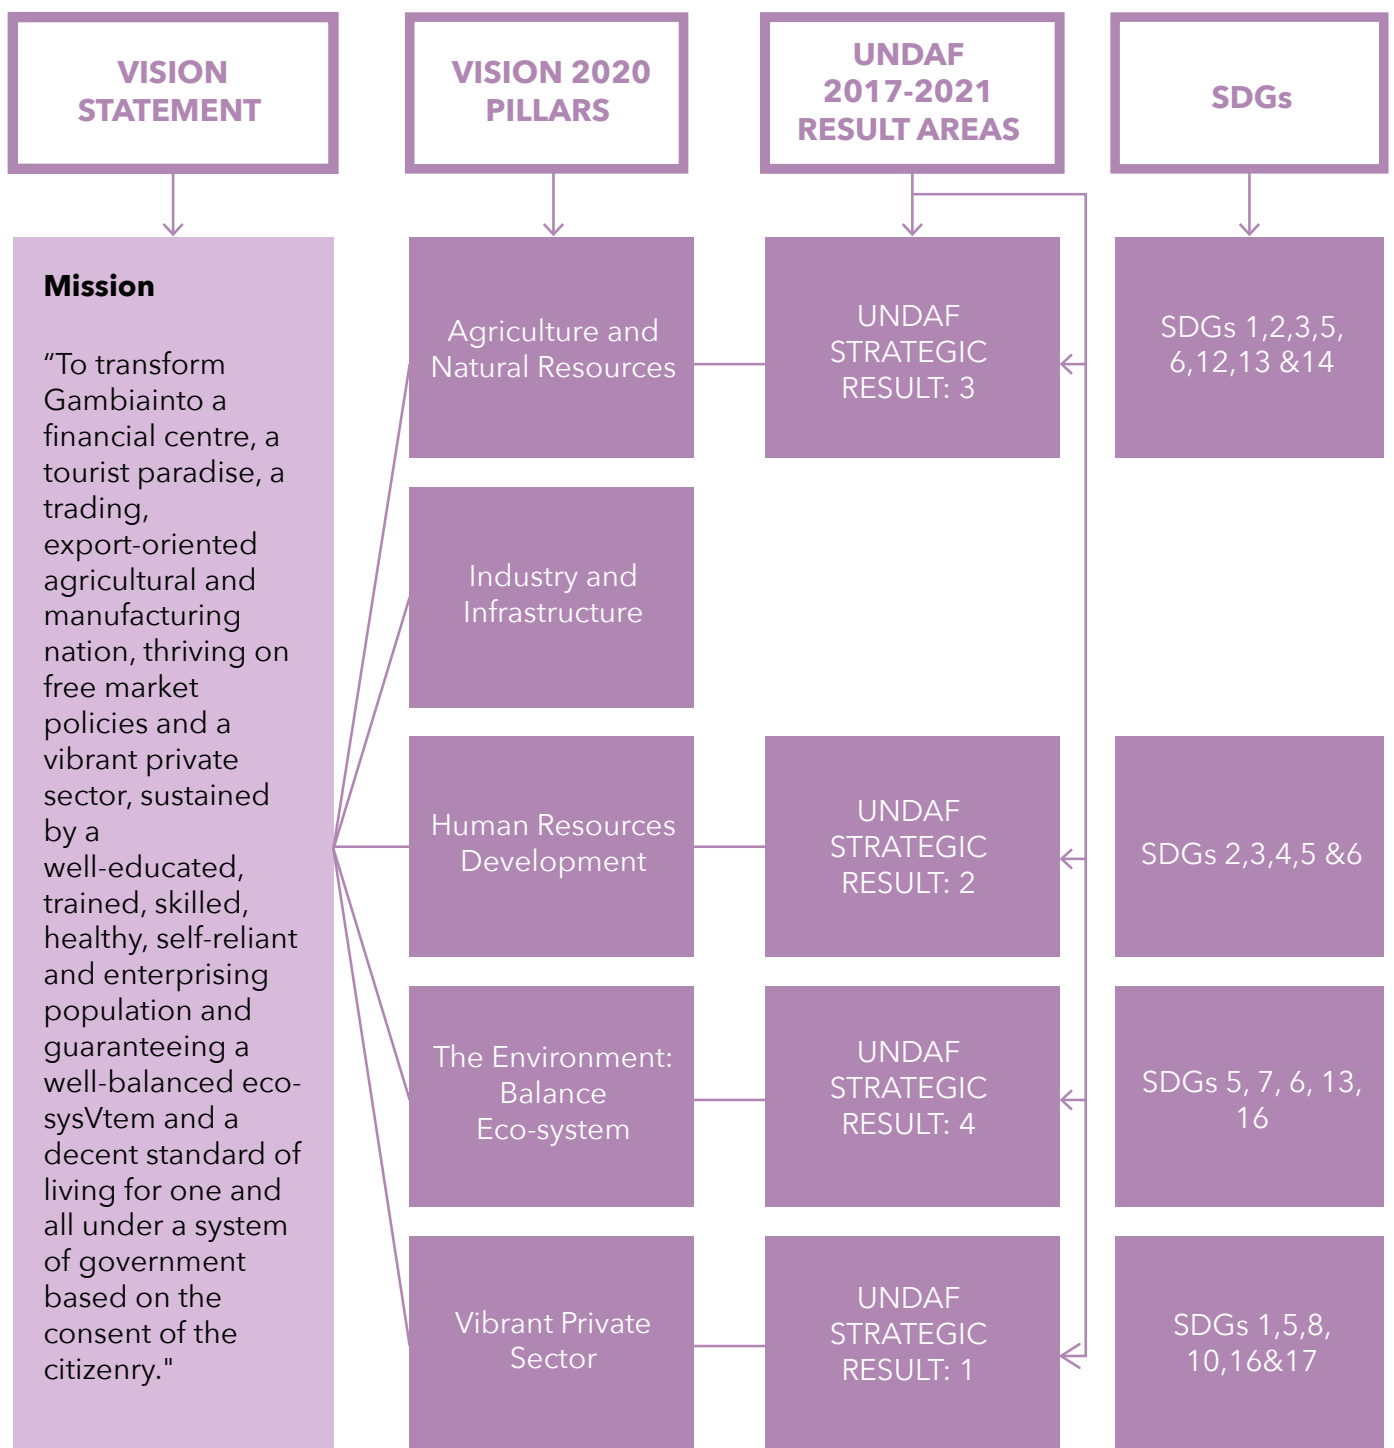 VISION
STATEMENT
VISION 2020
PILLARS
UNDAF
2017-2021
RESULT AREAS
SDGs
Mission
“To transform
Gambiainto a
financial centre, a
tourist paradise, a
trading,
export-oriented
agricultural and
manufacturing
nation, thriving on
free market
policies and a
vibrant private
sector, sustained
by a
well-educated,
trained, skilled,
healthy, self-reliant
and enterprising
population and
guaranteeing a
well-balanced eco-
sysVtem and a
decent standard of
living for one and
all under a system
of government
based on the
consent of the
citizenry."
Agriculture and
Natural Resources
UNDAF
STRATEGIC
RESULT: 3
SDGs 1,2,3,5,
6,12,13 &14
Industry and
Infrastructure
Human Resources
Development
UNDAF
STRATEGIC
RESULT: 2
SDGs 2,3,4,5 &6
The Environment:
Balance
Eco-system
UNDAF
STRATEGIC
RESULT: 4
SDGs 5, 7, 6, 13,
16
Vibrant Private
Sector
UNDAF
STRATEGIC
RESULT: 1
SDGs 1,5,8,
10,16&17